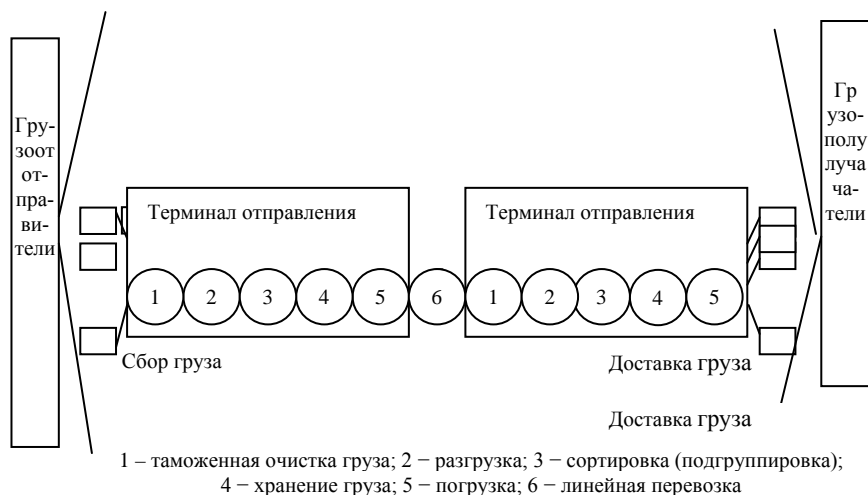 Гру-
зоот
от-
пра-
ви-
тели
Гр
узо-
полу
луча
ча-
тели
Терминал отправления
Терминал отправления
1 2 3 4 5 6 1 2 3 4 5
Сбор груза
Доставка груза
Доставка груза
1 – таможенная очистка груза; 2 − разгрузка; 3 − сортировка (подгруппировка);
4 − хранение груза; 5 − погрузка; 6 − линейная перевозка